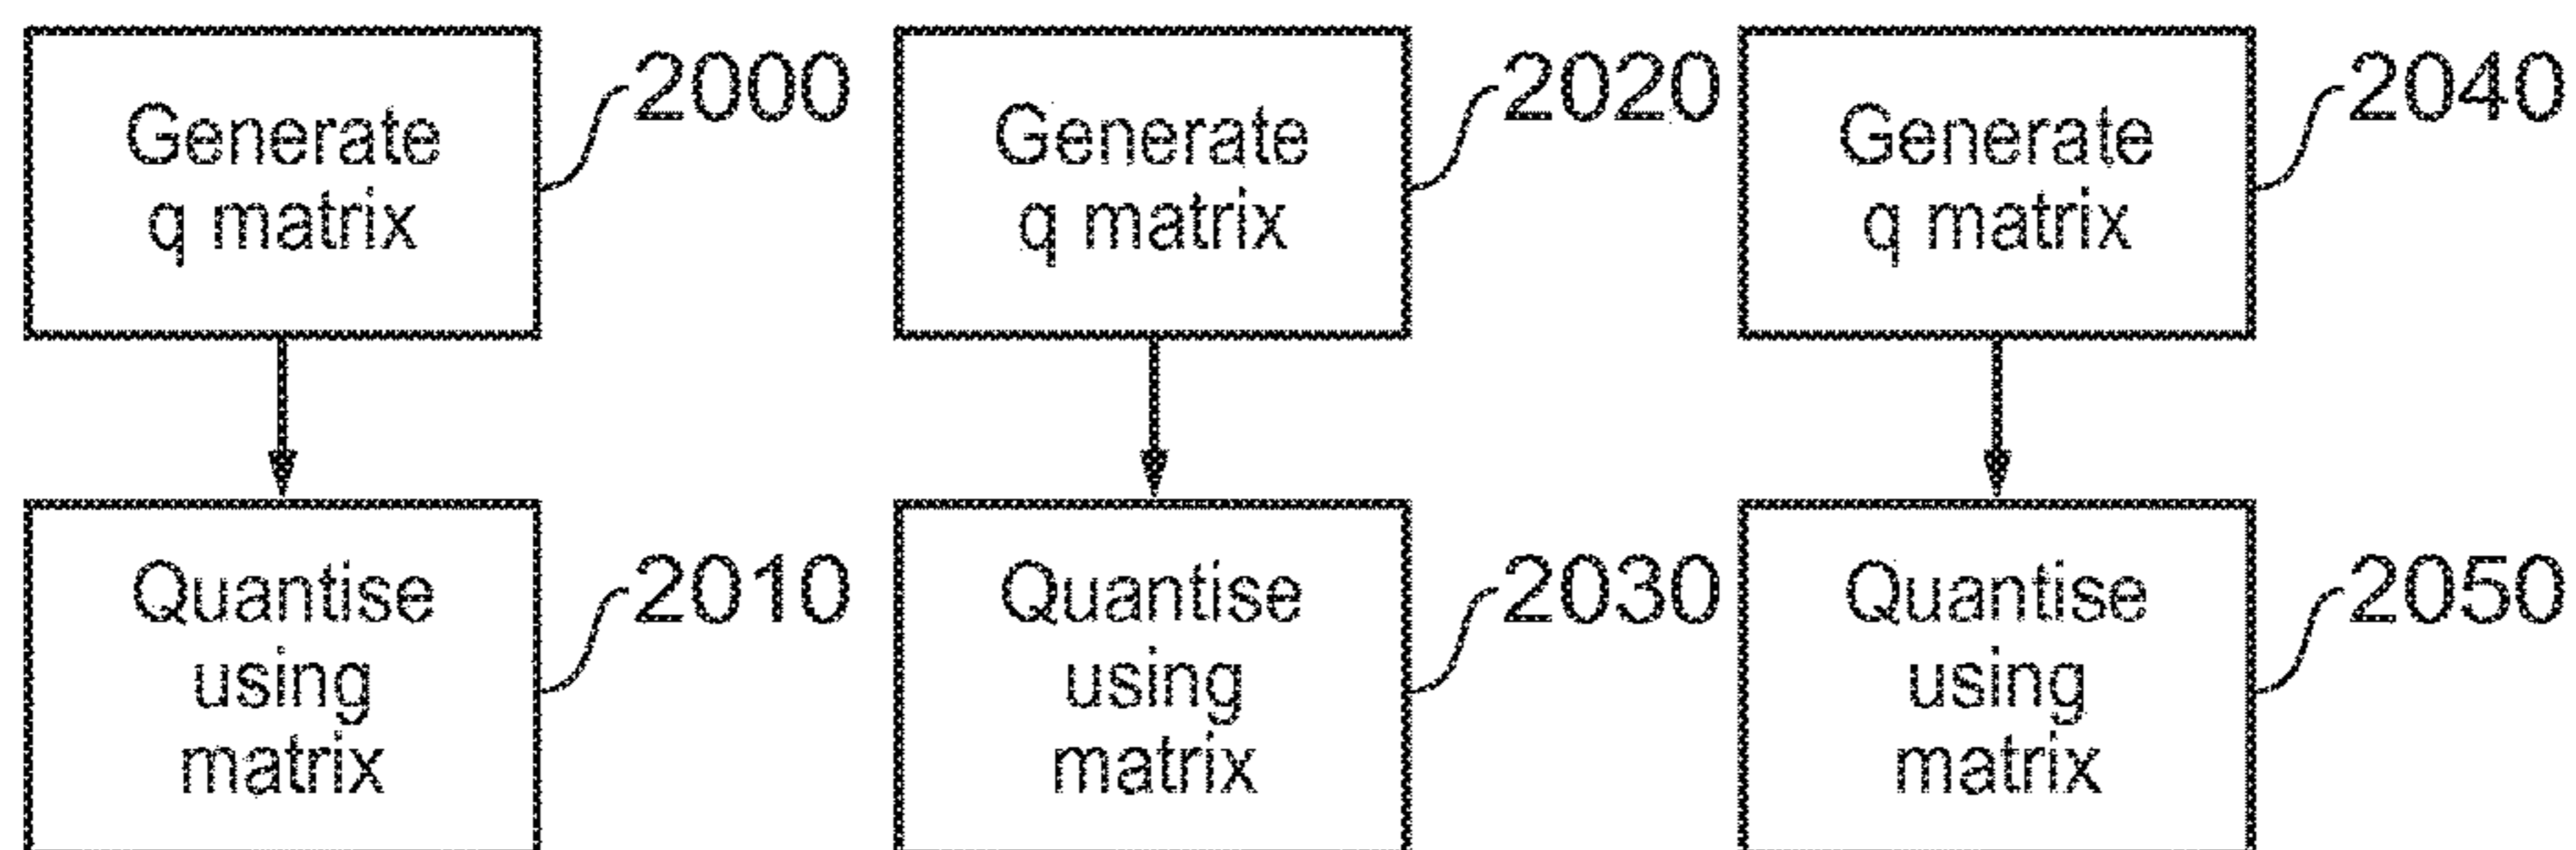 Generate
q matrix
2000
Generate
q matrix
2020
Generate
q matrix
2040
Quantise
using
matrix
2010
Quantise
using
matrix
2030
Quantise
using
matrix
2050